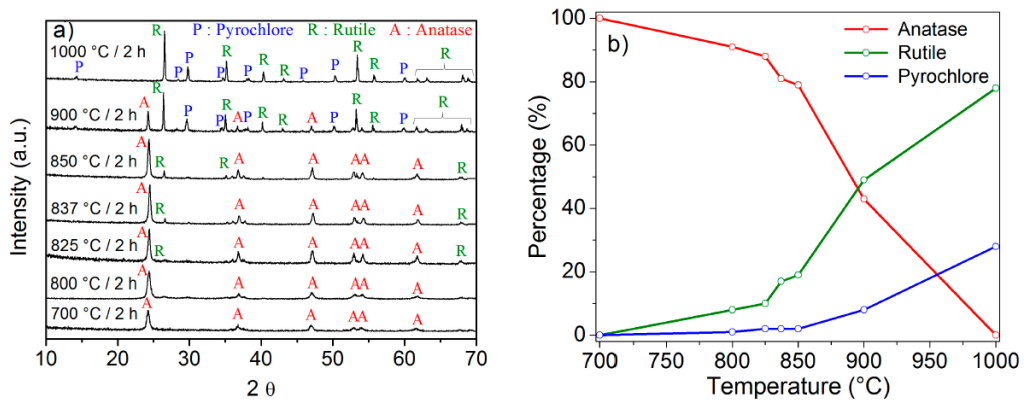 a) P : Pyrochlore R : Rutile A : Anatase
1000 °C / 2 h
P R P P P R P R R P P R R P R
900 °C / 2 h
A R P P R A P R R A P R R P A R
850 °C / 2 h
A R R A A A A A R
837 °C / 2 h
A R A A A A A R
825 °C / 2 h
A R A A A A A R
800 °C / 2 h
A A A A A A
700 °C / 2 h
A A A A A A
10 20 30 40 50 60 70
2 θ
Intensity (a.u.)
b)
Anatase
Rutile
Pyrochlore
100
80
60
40
20
0
700 750 800 850 900 950 1000
Temperature (°C)
Percentage (%)